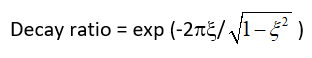 Decay ratio = exp (-2πξ/√1−ξ² )